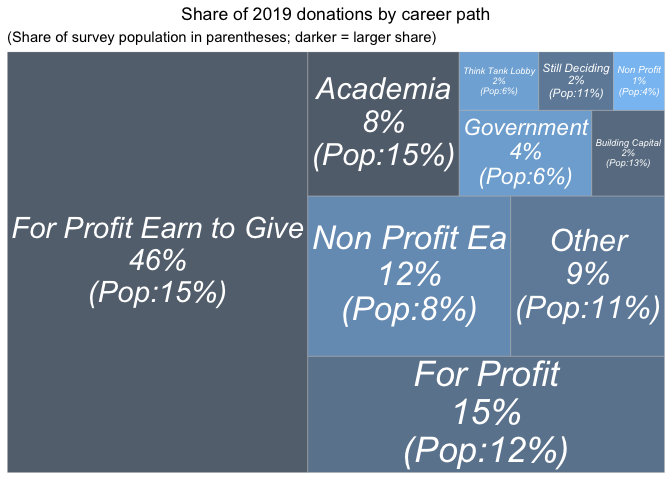 Share of 2019 donations by career path
(Share of survey population in parentheses; darker = larger share)
For Profit Earn to Give
46%
(Pop:15%)
Academia
8%
(Pop:15%)
Think Tank Lobby
2%
(Pop:6%)
Still Deciding
2%
(Pop:11%)
Non Profit
1%
(Pop:4%)
Government
4%
(Pop:6%)
Building Capital
2%
(Pop:13%)
Non Profit Ea
12%
(Pop:8%)
Other
9%
(Pop:11%)
For Profit
15%
(Pop:12%)